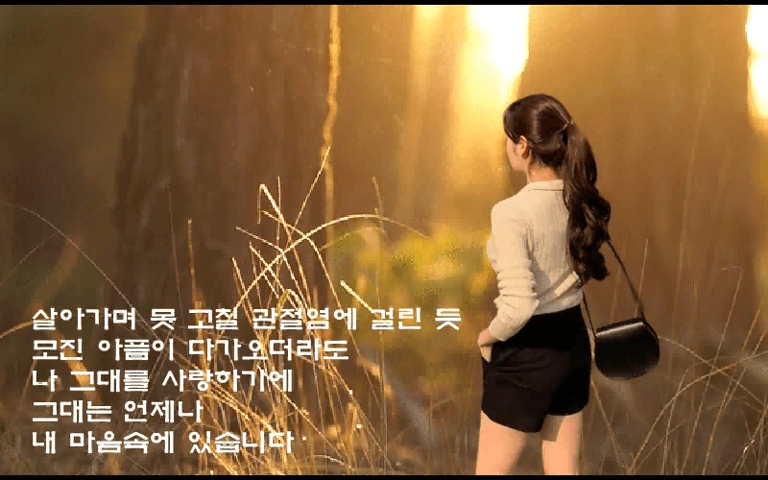 살아가며 못 고칠 관절염에 걸린 듯
모진 아픔이 다가오더라도
나 그대를 사랑하기에
그대는 언제나
내 마음속에 있습니다